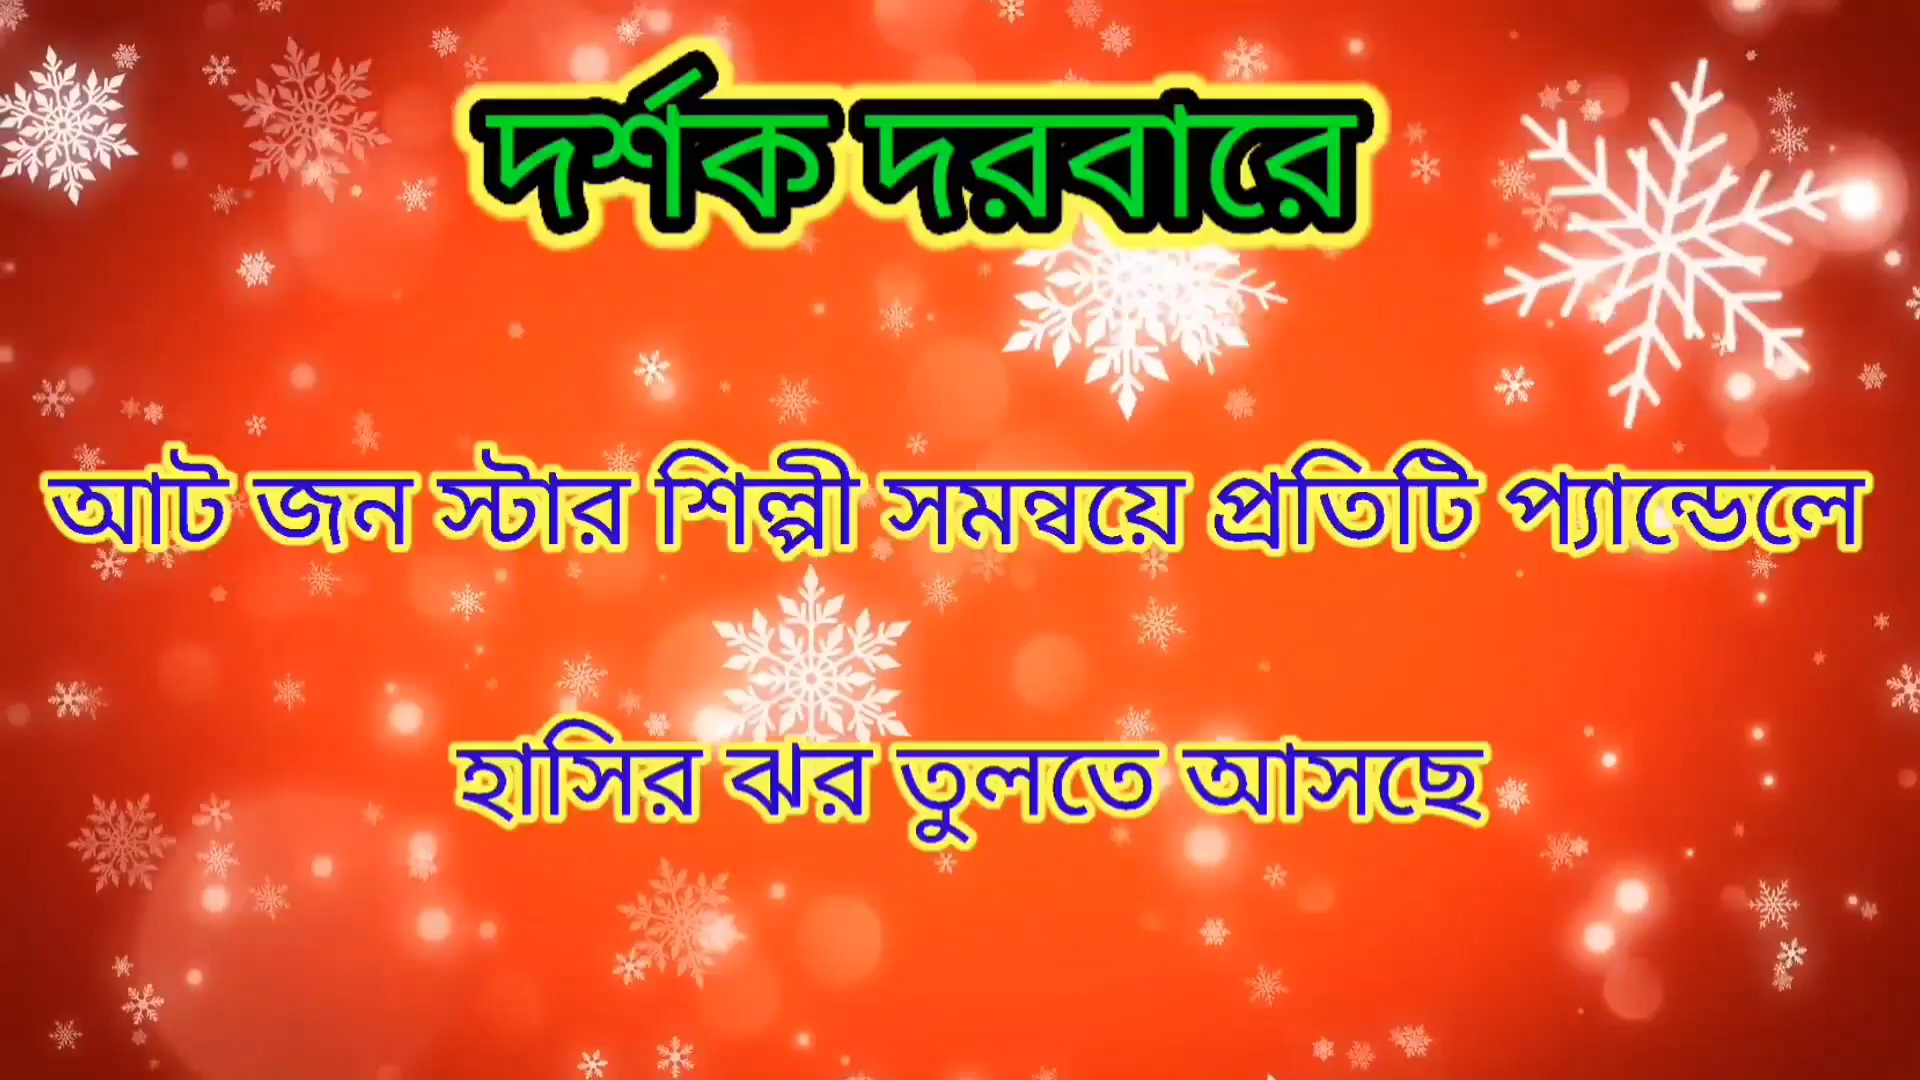 দর্শক দরবারে
আট জন স্টার শিল্পী সমন্বয়ে প্রতিটি প্যান্ডেলে
হাসির ঝর তুলতে আসছে